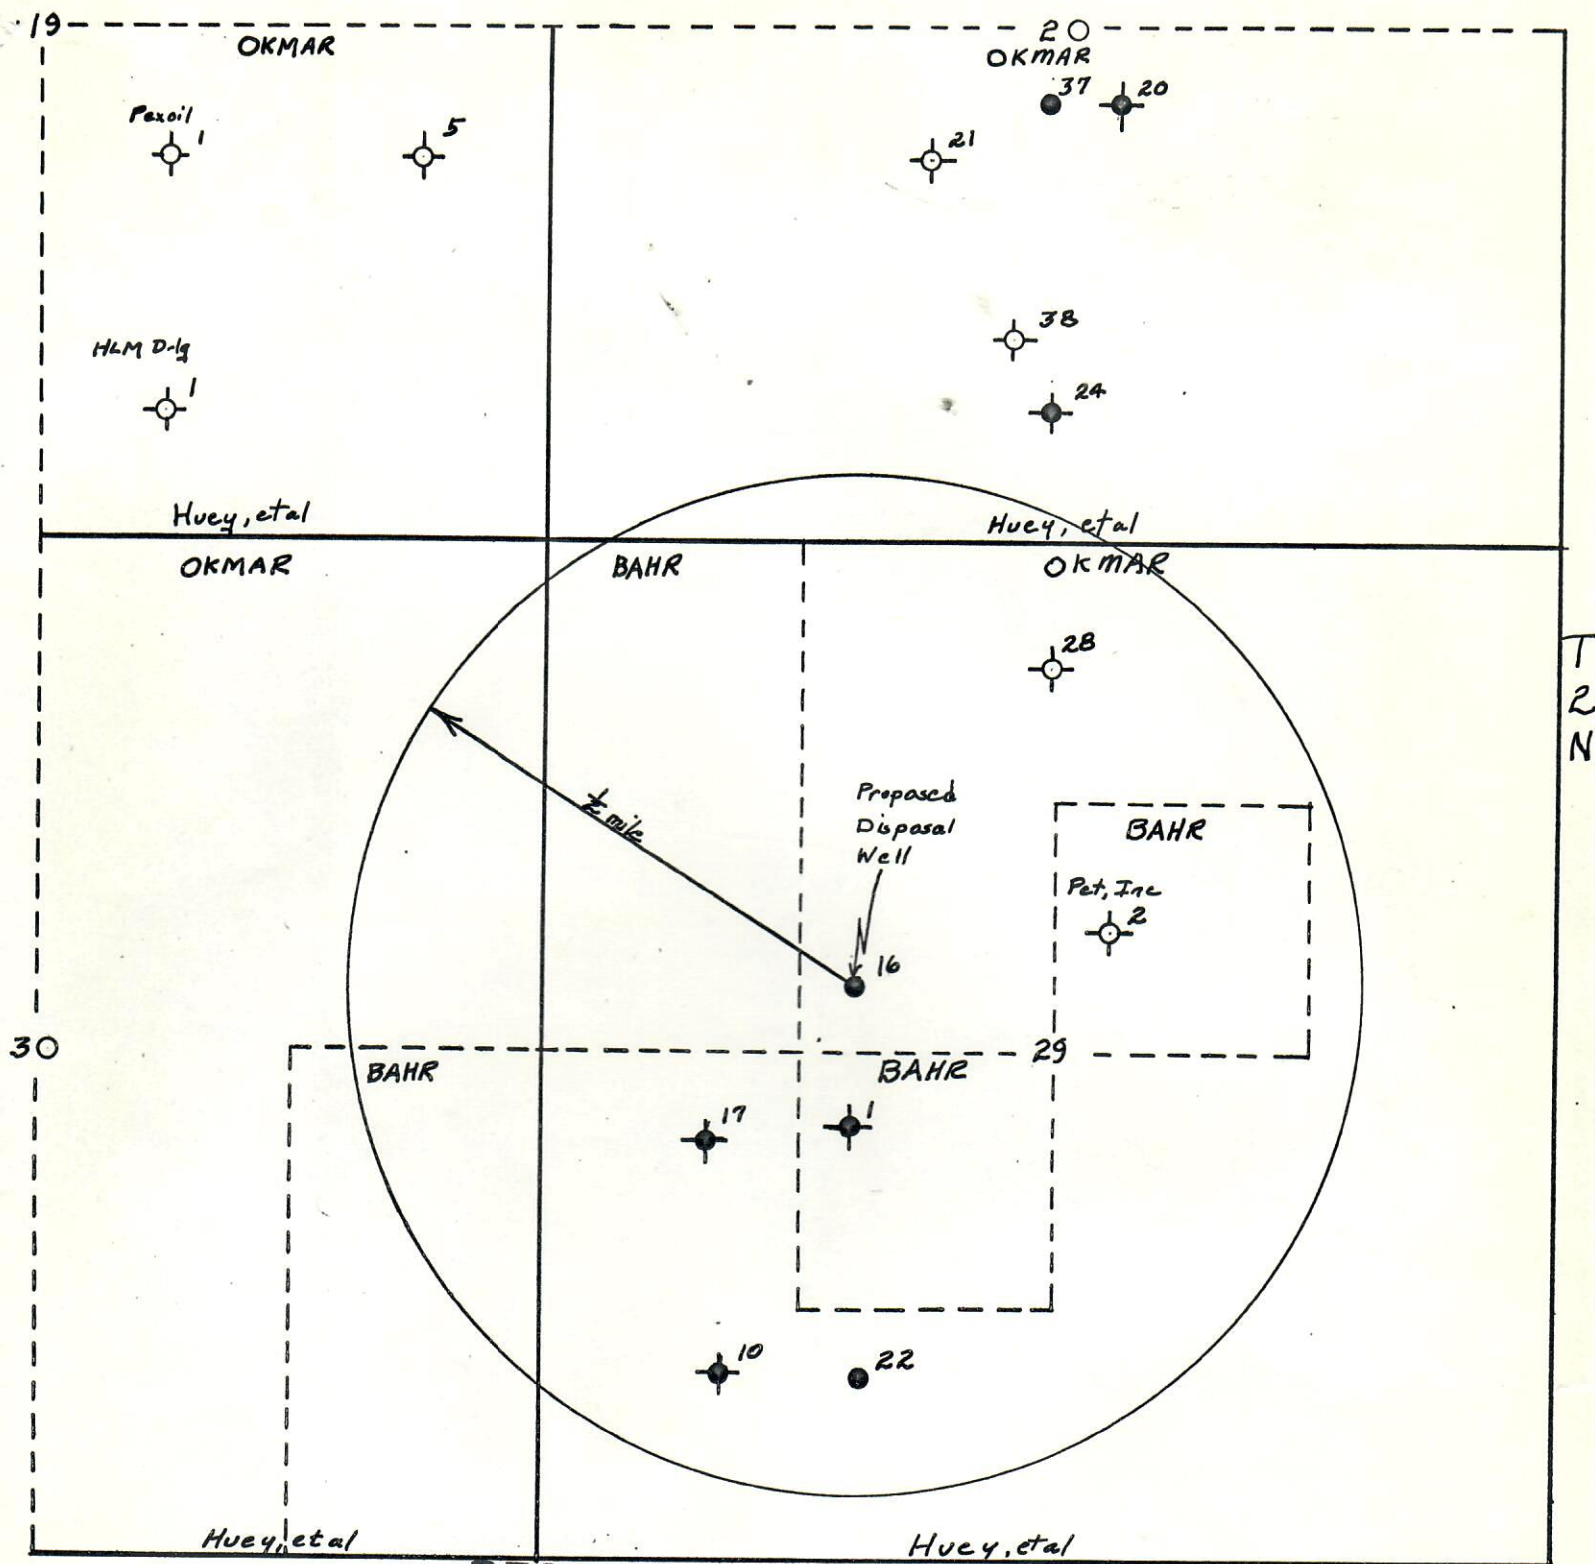 19
OKMAR
20
OKMAR
37
20
Pexoil
1
5
21
38
HLM Drlg
1
24
Huey, etal
Huey, etal
OKMAR
BAHR
OKMAR
28
T
2
N
½ mile
Proposed
Disposal
Well
BAHR
Pet, Inc
2
16
30
29
BAHR
BAHR
17
1
10
22
Huey, etal
Huey, etal